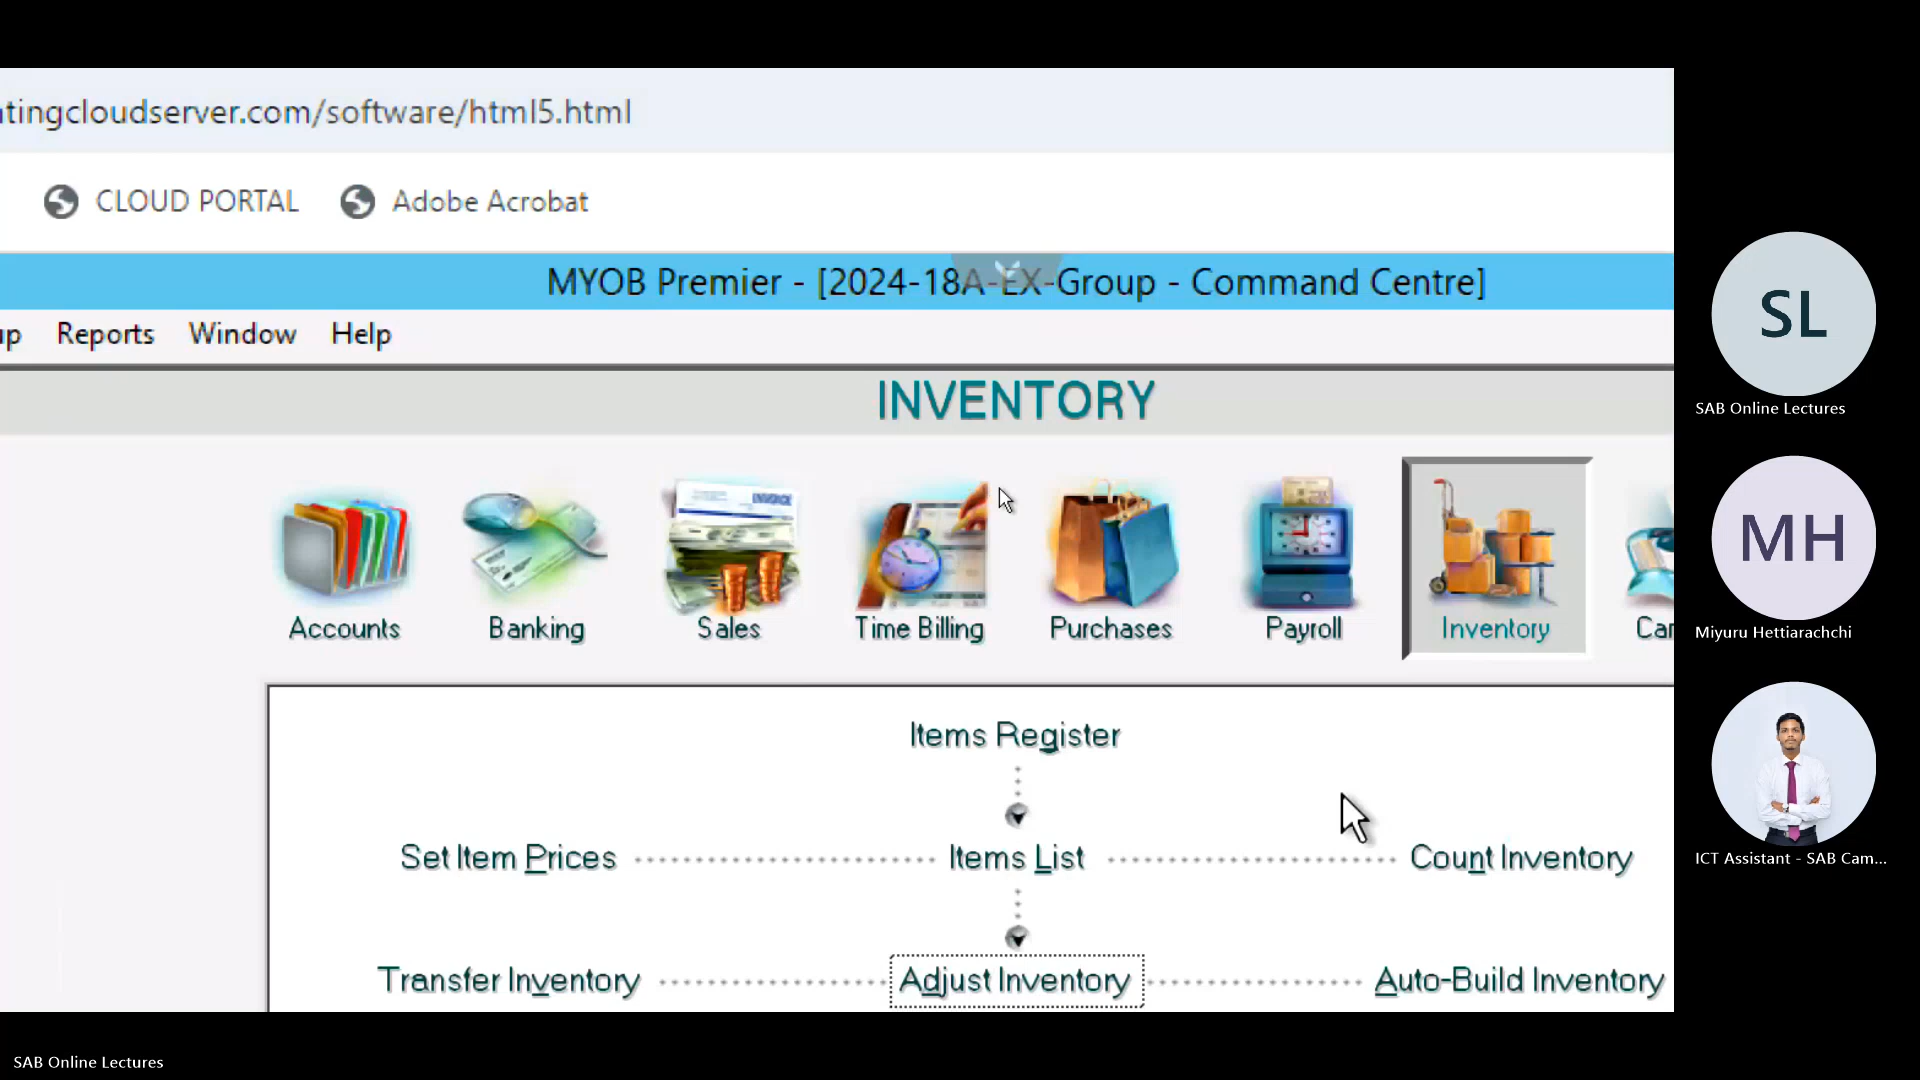 tingcloudserver.com/software/html5.html
CLOUD PORTAL Adobe Acrobat
MYOB Premier - [2024-18A-EX-Group - Command Centre]
up Reports Window Help
INVENTORY
INVOICE
Accounts Banking Sales Time Billing Purchases Payroll Inventory Car
Items Register
Set Item Prices Items List Count Inventory
Transfer Inventory Adjust Inventory Auto-Build Inventory
SL
SAB Online Lectures
MH
Miyuru Hettiarachchi
ICT Assistant - SAB Cam...
SAB Online Lectures